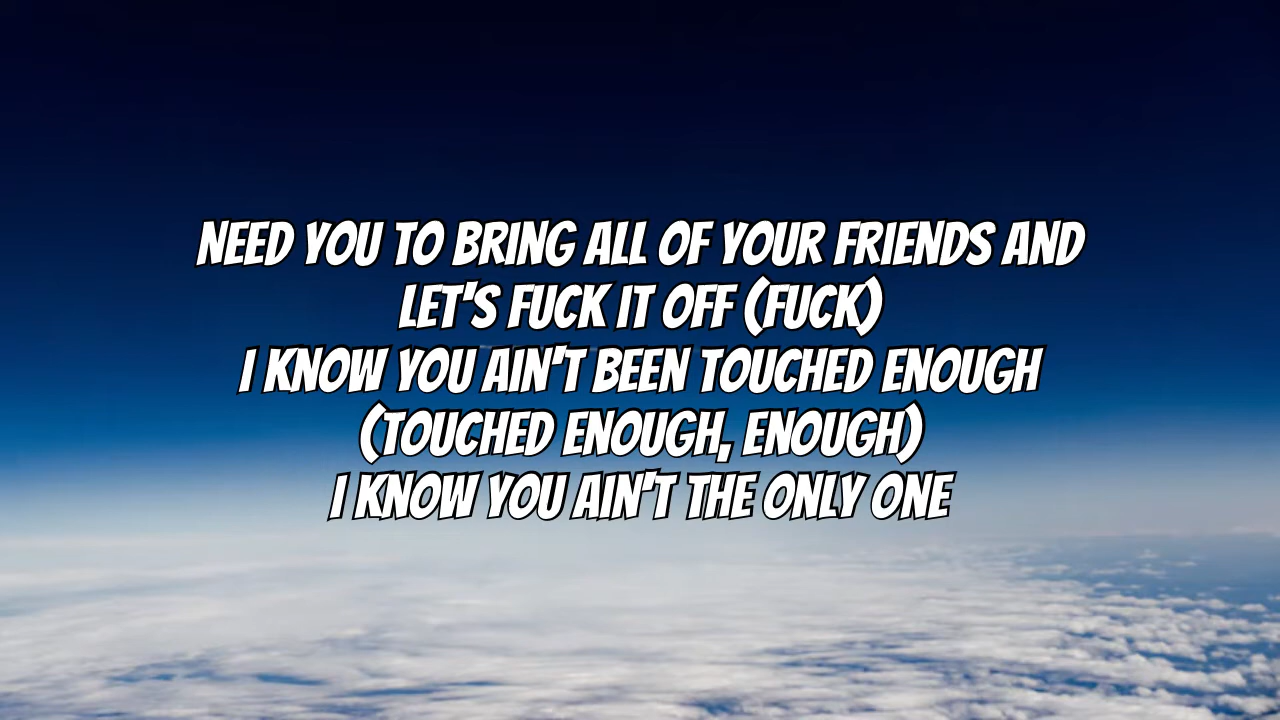 NEED YOU TO BRING ALL OF YOUR FRIENDS AND
LET'S FUCK IT OFF (FUCK)
I KNOW YOU AIN'T BEEN TOUCHED ENOUGH
(TOUCHED ENOUGH, ENOUGH)
I KNOW YOU AIN'T THE ONLY ONE